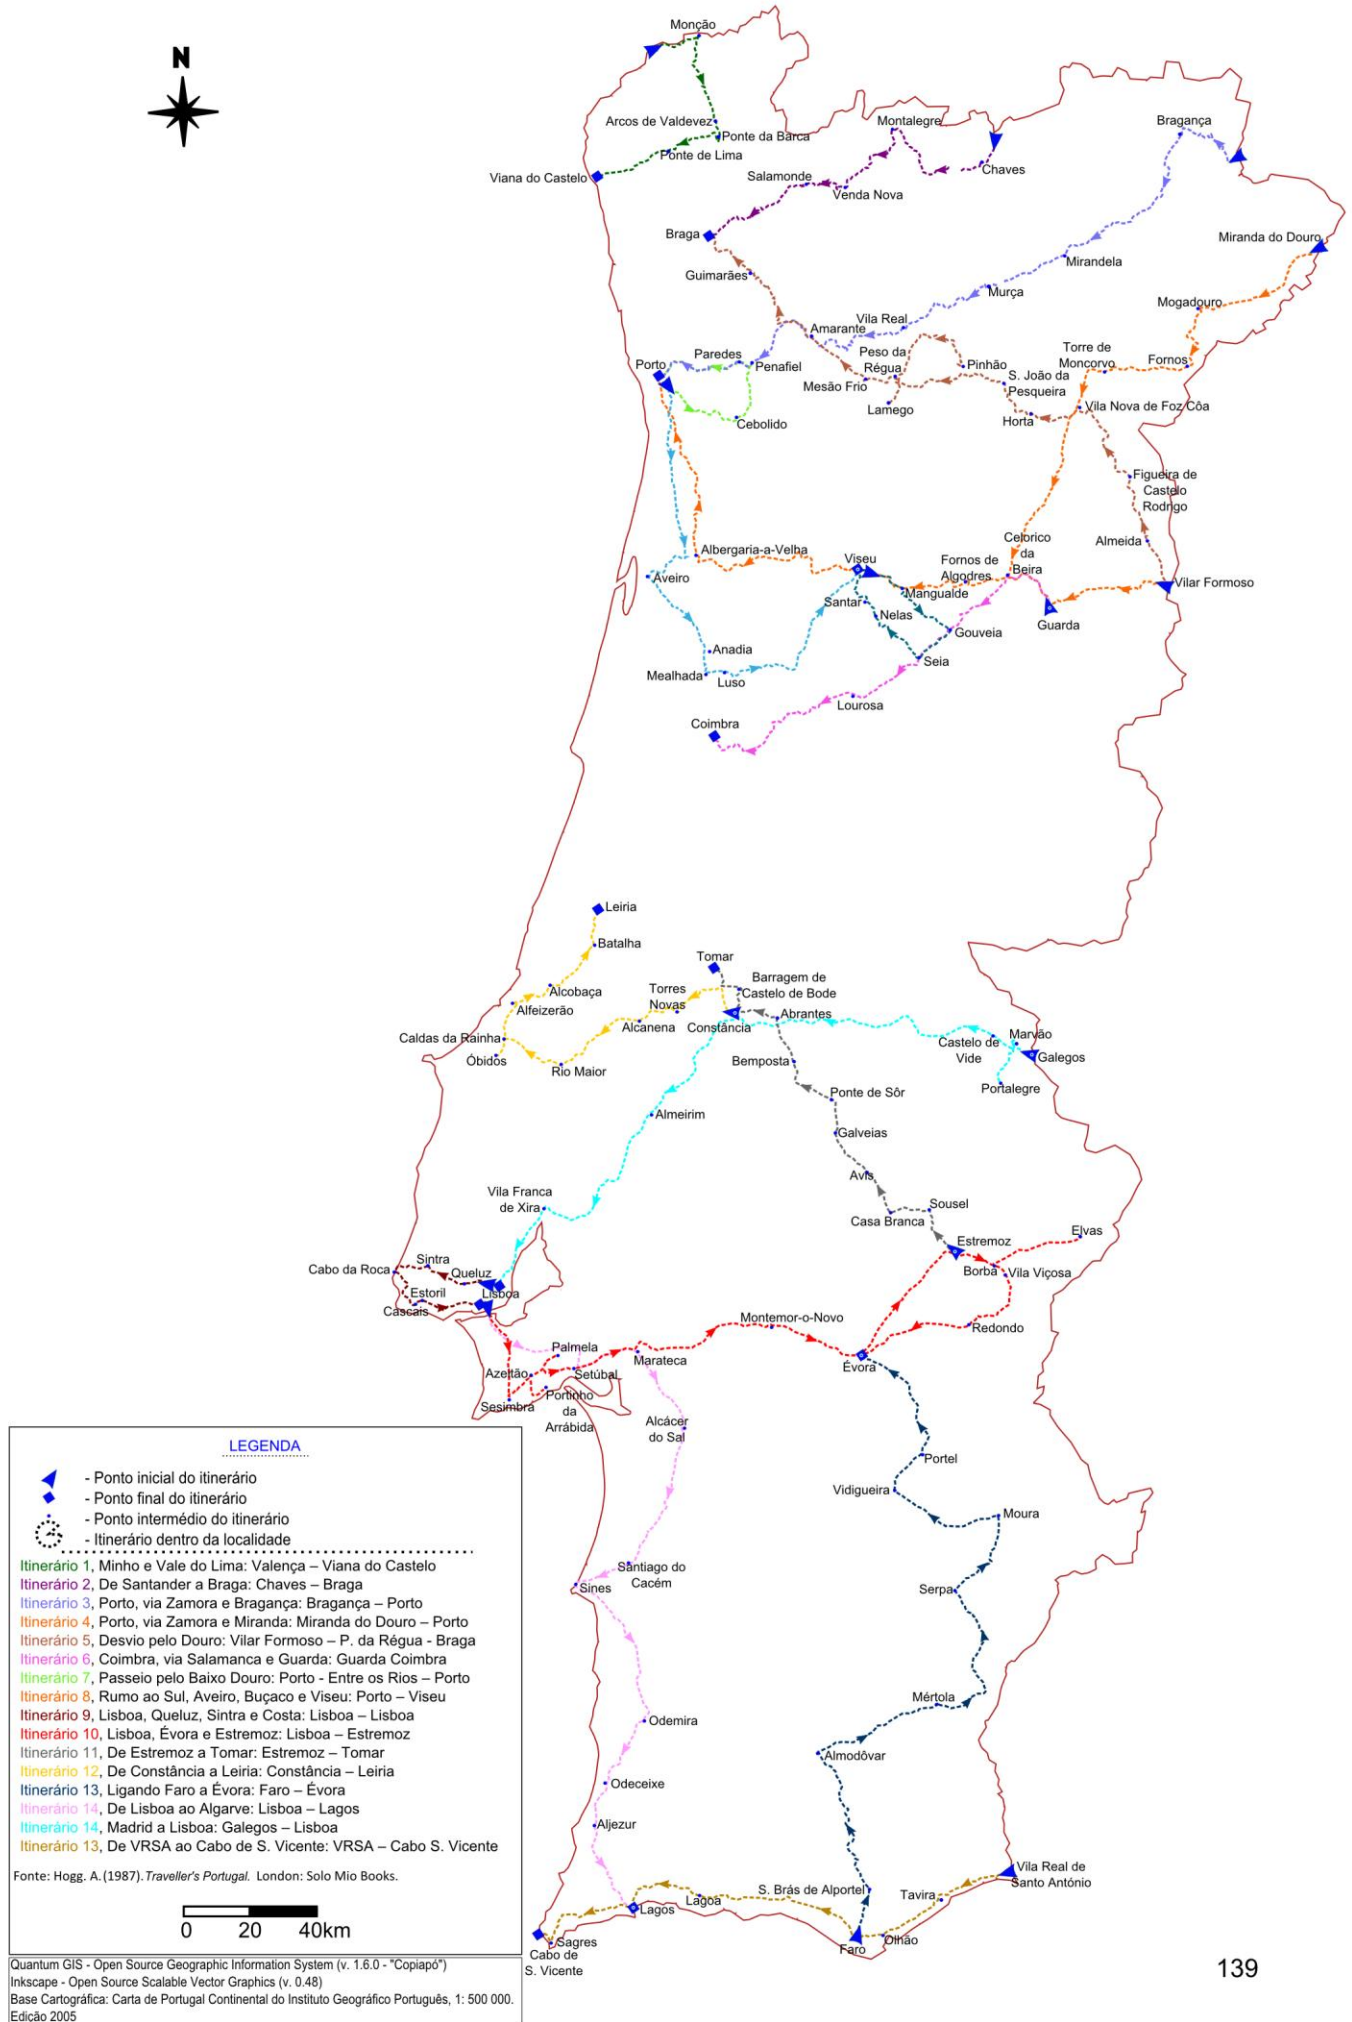 N
Monção
Arcos de Valdevez
Ponte da Barca
Ponte de Lima
Viana do Castelo
Montalegre
Chaves
Salamonde
Venda Nova
Braga
Guimarães
Bragança
Miranda do Douro
Mirandela
Murça
Mogadouro
Vila Real
Amarante
Peso da
Régua
Mesão Frio
Pinhão
Lamego
S. João da
Pesqueira
Horta
Torre de
Moncorvo
Fornos
Vila Nova de Foz Côa
Porto
Paredes
Penafiel
Cebolido
Figueira de
Castelo
Rodrigo
Almeida
Vilar Formoso
Celorico
da
Beira
Fornos de
Algodres
Guarda
Albergaria-a-Velha
Viseu
Mangualde
Aveiro
Santar
Nelas
Gouveia
Seia
Anadia
Mealhada
Luso
Lourosa
Coimbra
Leiria
Batalha
Alcobaça
Alfeizerão
Caldas da Rainha
Óbidos
Rio Maior
Alcanena
Torres
Novas
Tomar
Barragem de
Castelo de Bode
Constância
Abrantes
Bemposta
Castelo de
Vide
Marvão
Galegos
Portalegre
Ponte de Sôr
Galveias
Almeirim
Avis
Vila Franca
de Xira
Casa Branca
Sousel
Estremoz
Elvas
Borba
Vila Viçosa
Redondo
Cabo da Roca
Sintra
Queluz
Lisboa
Estoril
Cascais
Montemor-o-Novo
Évora
Palmela
Azeitão
Setúbal
Marateca
Sesimbra
Portinho
da
Arrábida
Alcácer
do Sal
Portel
Vidigueira
Moura
Santiago do
Cacém
Sines
Serpa
Mértola
Odemira
Almodôvar
Odeceixe
Aljezur
S. Brás de Alportel
Vila Real de
Santo António
Tavira
Lagoa
Lagos
Olhão
Faro
Sagres
Cabo de
S. Vicente
LEGENDA
- Ponto inicial do itinerário
- Ponto final do itinerário
- Ponto intermédio do itinerário
- Itinerário dentro da localidade
Itinerário 1, Minho e Vale do Lima: Valença – Viana do Castelo
Itinerário 2, De Santander a Braga: Chaves – Braga
Itinerário 3, Porto, via Zamora e Bragança: Bragança – Porto
Itinerário 4, Porto, via Zamora e Miranda: Miranda do Douro – Porto
Itinerário 5, Desvio pelo Douro: Vilar Formoso – P. da Régua - Braga
Itinerário 6, Coimbra, via Salamanca e Guarda: Guarda Coimbra
Itinerário 7, Passeio pelo Baixo Douro: Porto - Entre os Rios – Porto
Itinerário 8, Rumo ao Sul, Aveiro, Buçaco e Viseu: Porto – Viseu
Itinerário 9, Lisboa, Queluz, Sintra e Costa: Lisboa – Lisboa
Itinerário 10, Lisboa, Évora e Estremoz: Lisboa – Estremoz
Itinerário 11, De Estremoz a Tomar: Estremoz – Tomar
Itinerário 12, De Constância a Leiria: Constância – Leiria
Itinerário 13, Ligando Faro a Évora: Faro – Évora
Itinerário 14, De Lisboa ao Algarve: Lisboa – Lagos
Itinerário 14, Madrid a Lisboa: Galegos – Lisboa
Itinerário 13, De VRSA ao Cabo de S. Vicente: VRSA – Cabo S. Vicente
Fonte: Hogg. A. (1987). Traveller's Portugal. London: Solo Mio Books.
0 20 40km
Quantum GIS - Open Source Geographic Information System (v. 1.6.0 - "Copiapó")
Inkscape - Open Source Scalable Vector Graphics (v. 0.48)
Base Cartográfica: Carta de Portugal Continental do Instituto Geográfico Português, 1: 500 000.
Edição 2005
139